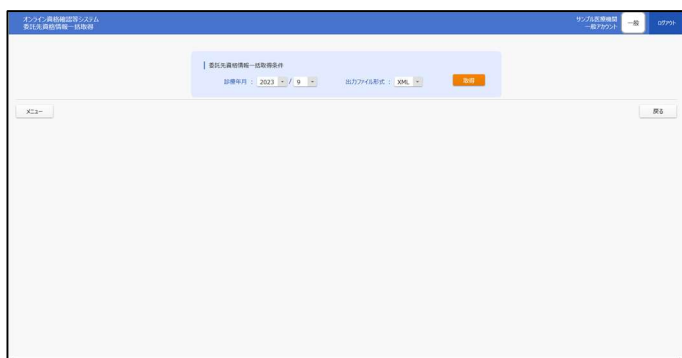 オンライン資格確認等システム
委託先資格情報一括取得
サンプル医療機関
一般アカウント
一般
ログアウト
委託先資格情報一括取得条件
診療年月 : 2023 / 9
出力ファイル形式 : XML
取得
メニュー
戻る